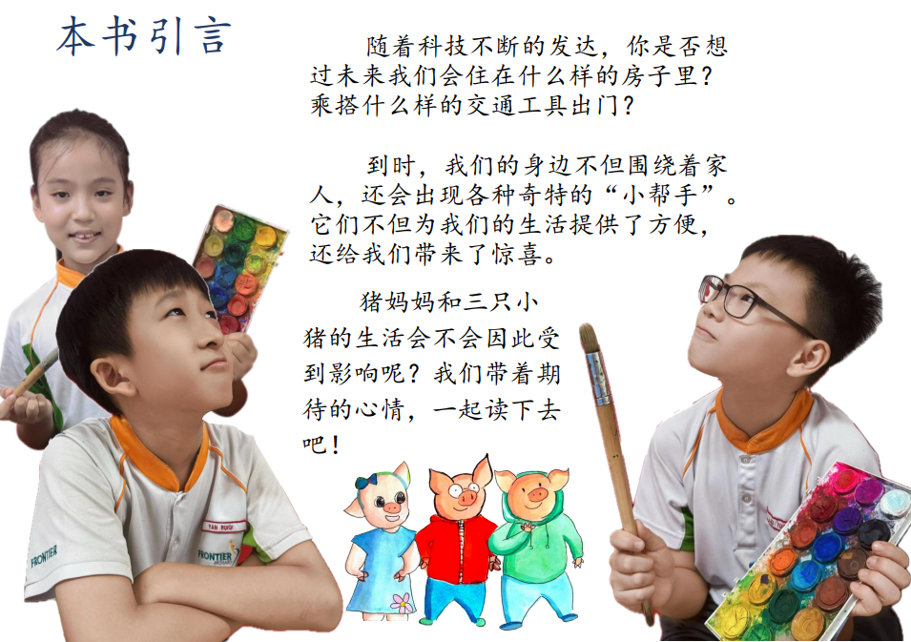 本书引言
随着科技不断的发达，你是否想
过未来我们会住在什么样的房子里？
乘搭什么样的交通工具出门？
到时，我们的身边不但围绕着家
人，还会出现各种奇特的“小帮手”。
它们不但为我们的生活提供了方便，
还给我们带来了惊喜。
猪妈妈和三只小
猪的生活会不会因此受
到影响呢？我们带着期
待的心情，一起读下去
吧！
FRONTIER
FRONTIER